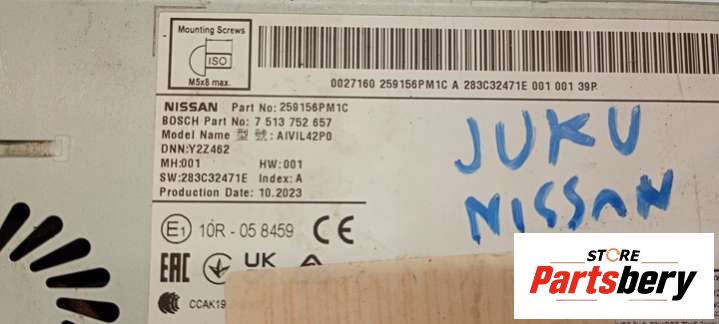 Mounting Screws
ISO
M5x8 max.
0027160 259156PM1C A 283C32471E 001 001 39P
NISSAN Part No: 259156PM1C
BOSCH Part No: 7 513 752 657
Model Name 型號: AIVIL42P0
DNN:Y2Z462
MH:001 HW:001
SW:283C32471E Index: A
Production Date: 10.2023
JUKU
NISSAN
E1 10R - 05 8459 CE
EAC UK
CCAK19
STORE
Partsbery